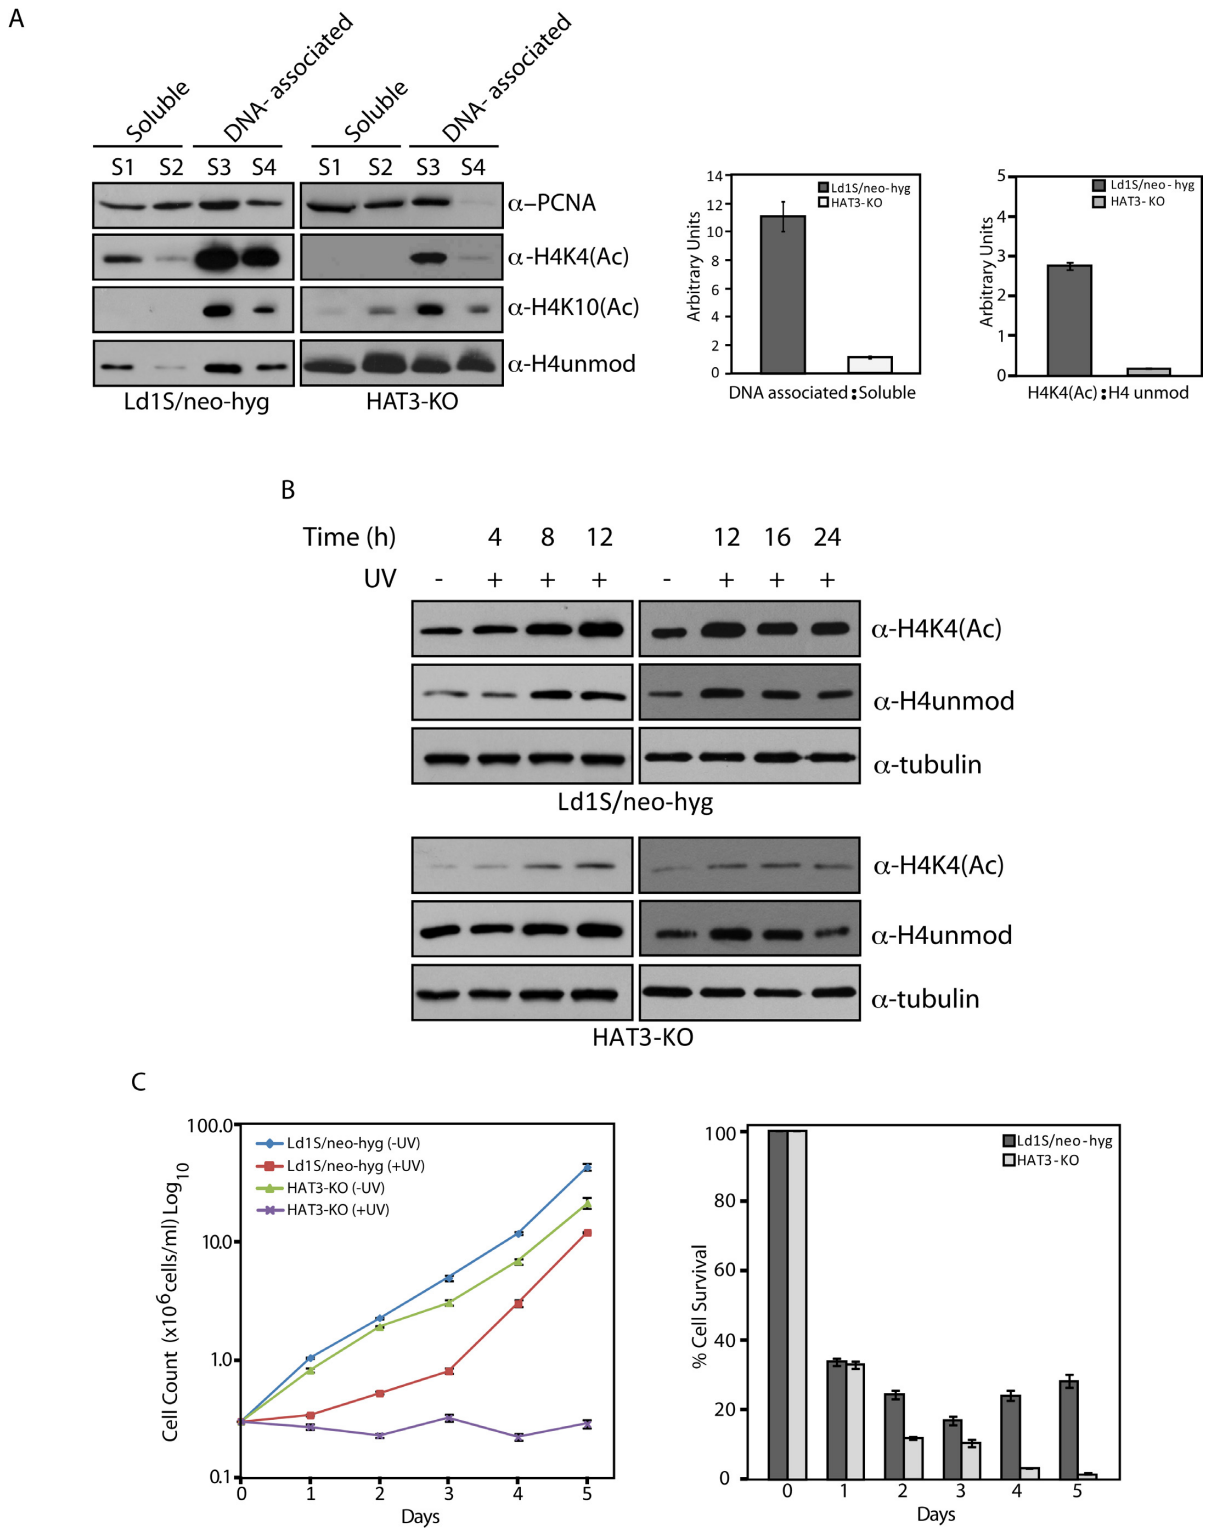 A
Soluble
DNA- associated
Soluble
DNA- associated
S1 S2 S3 S4 S1 S2 S3 S4
α–PCNA
α-H4K4(Ac)
α-H4K10(Ac)
α-H4unmod
Ld1S/neo-hyg HAT3-KO
14
12
10
8
6
4
2
0
Arbitrary Units
Ld1S/neo-hyg
HAT3-KO
DNA associated : Soluble
5
4
3
2
1
0
Arbitrary Units
Ld1S/neo-hyg
HAT3-KO
H4K4(Ac) : H4 unmod
B
Time (h) 4 8 12 12 16 24
UV - + + + - + + +
α-H4K4(Ac)
α-H4unmod
α-tubulin
Ld1S/neo-hyg
α-H4K4(Ac)
α-H4unmod
α-tubulin
HAT3-KO
C
100.0
10.0
1.0
0.1
Cell Count (x10⁶cells/ml) Log₁₀
Ld1S/neo-hyg (-UV)
Ld1S/neo-hyg (+UV)
HAT3-KO (-UV)
HAT3-KO (+UV)
0 1 2 3 4 5
Days
100
80
60
40
20
0
% Cell Survival
Ld1S/neo-hyg
HAT3-KO
0 1 2 3 4 5
Days